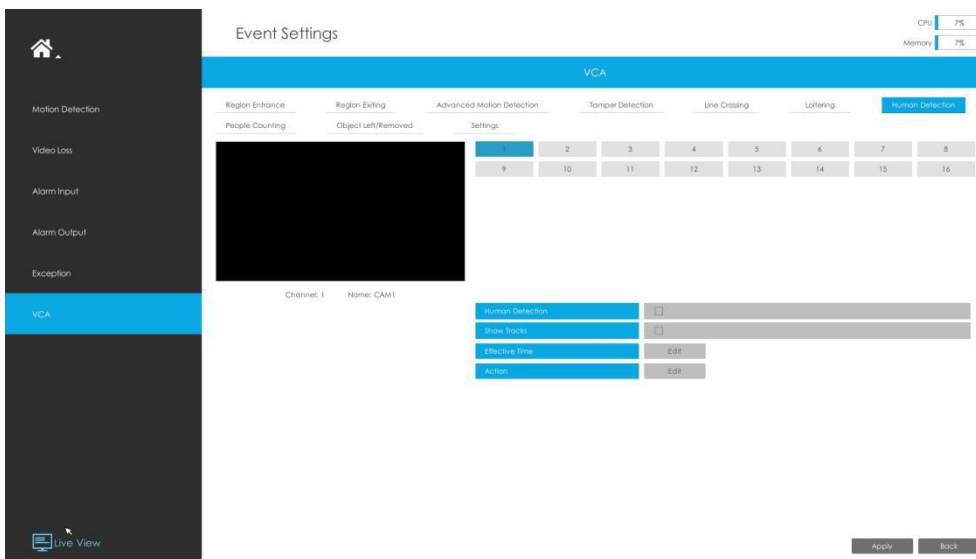 Event Settings
CPU 7%
Memory 7%
VCA
Motion Detection
Video Loss
Alarm Input
Alarm Output
Exception
VCA
Live View
Region Entrance Region Exiting Advanced Motion Detection Tamper Detection Line Crossing Loitering Human Detection
People Counting Object Left/Removed Settings
1 2 3 4 5 6 7 8
9 10 11 12 13 14 15 16
Channel: 1 Name: CAM1
Human Detection
Show Tracks
Effective Time Edit
Action Edit
Apply Back